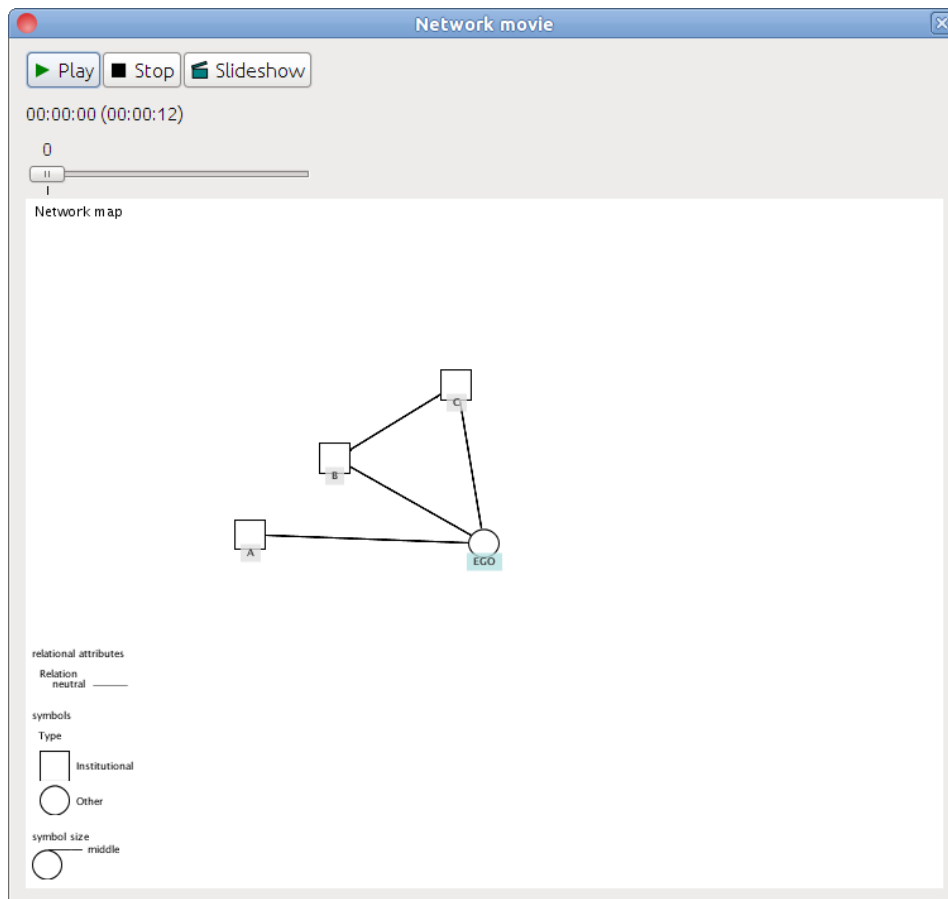 Network movie
Play Stop Slideshow
00:00:00 (00:00:12)
0
Network map
C
B
A
EGO
relational attributes
Relation
neutral
symbols
Type
Institutional
Other
symbol size
middle